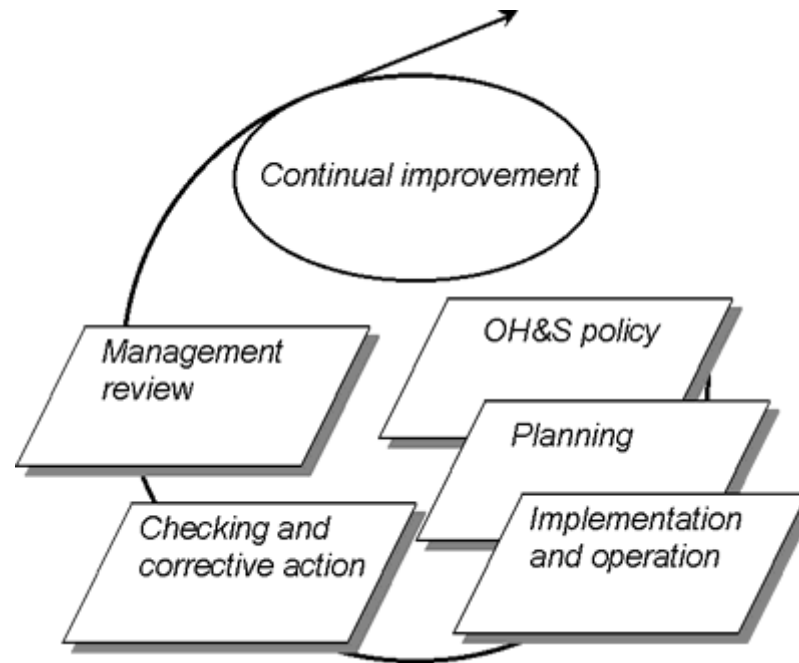 Continual improvement
OH&S policy
Management
review
Planning
Implementation
and operation
Checking and
corrective action